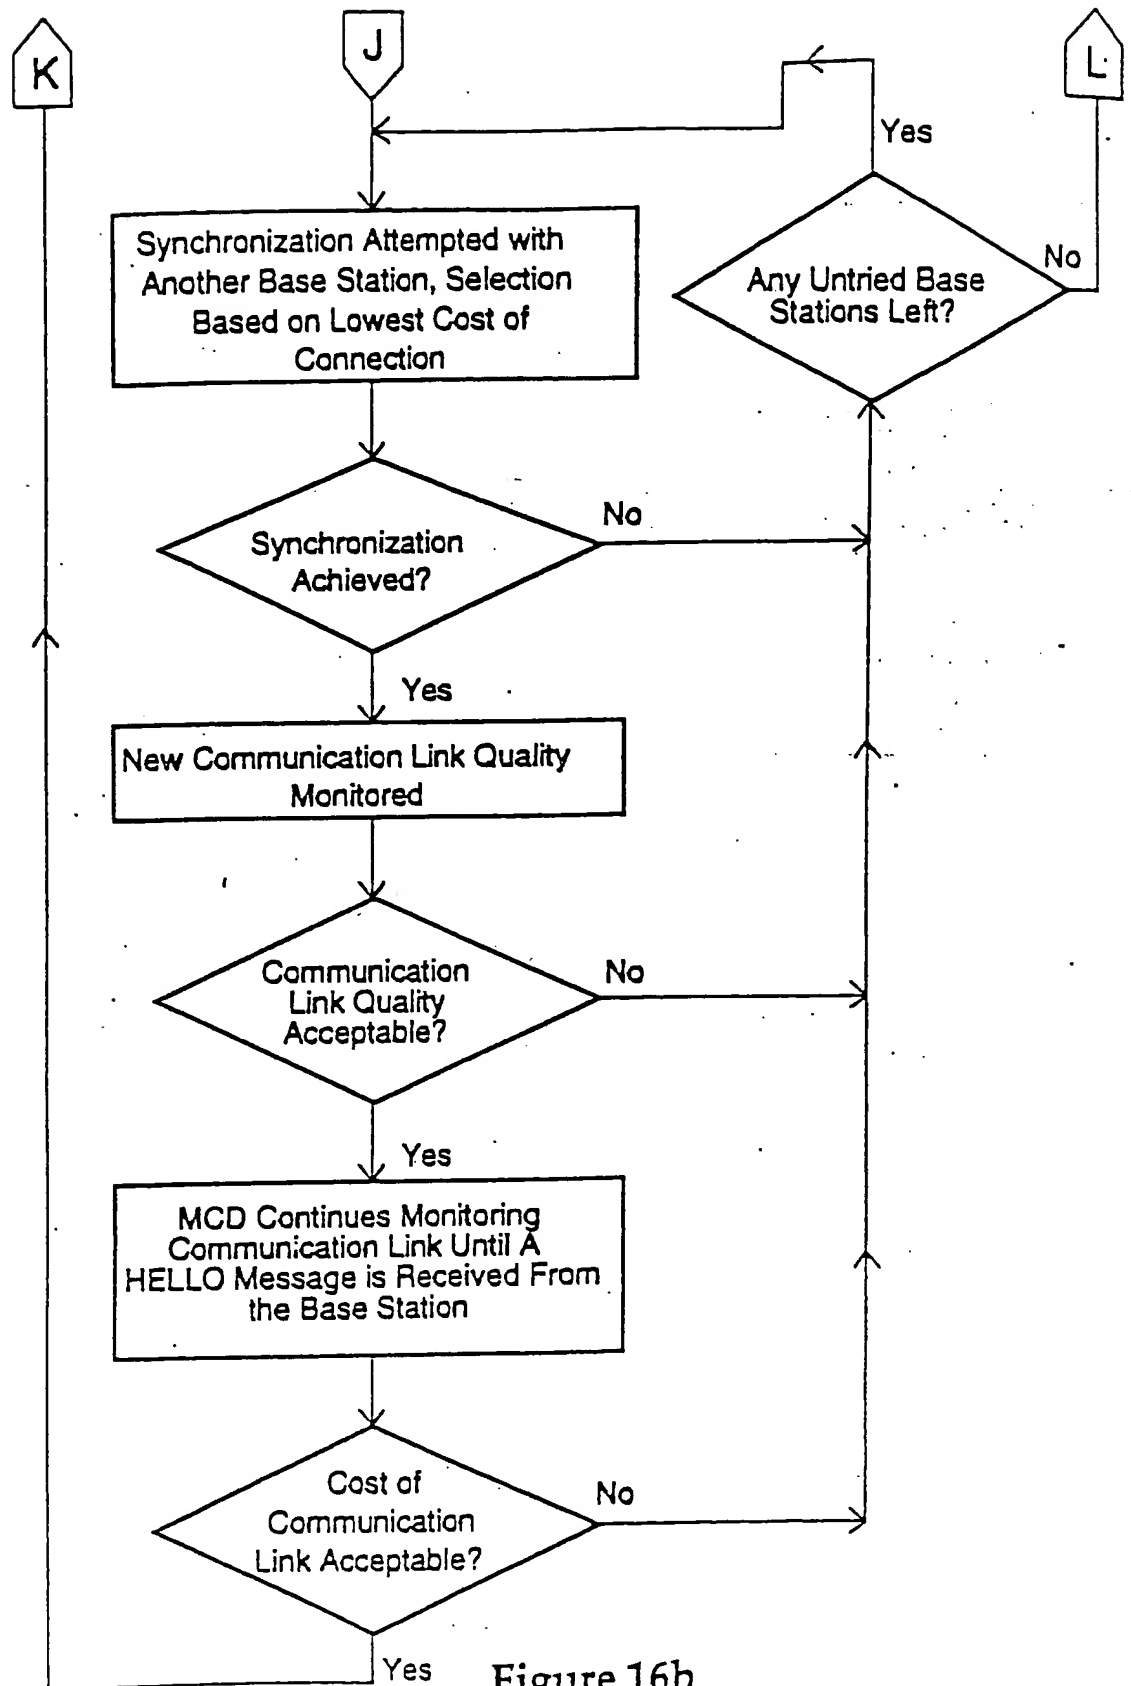 K
J
L
Yes
Synchronization Attempted with
Another Base Station, Selection
Based on Lowest Cost of
Connection
Any Untried Base
Stations Left?
No
Synchronization
Achieved?
No
Yes
New Communication Link Quality
Monitored
Communication
Link Quality
Acceptable?
No
Yes
MCD Continues Monitoring
Communication Link Until A
HELLO Message is Received From
the Base Station
Cost of
Communication
Link Acceptable?
No
Yes
Figure 16b